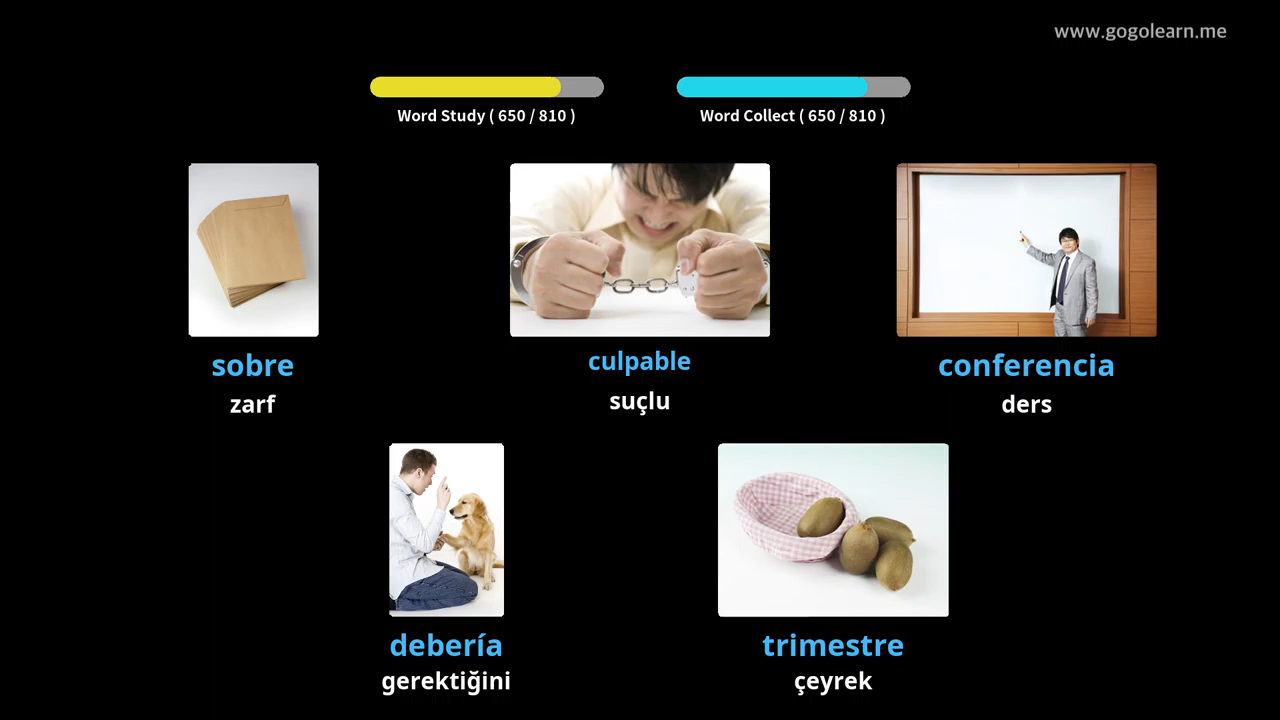 www.gogolearn.me
Word Study ( 650 / 810 )
Word Collect ( 650 / 810 )
sobre
zarf
culpable
suçlu
conferencia
ders
debería
gerektiğini
trimestre
çeyrek